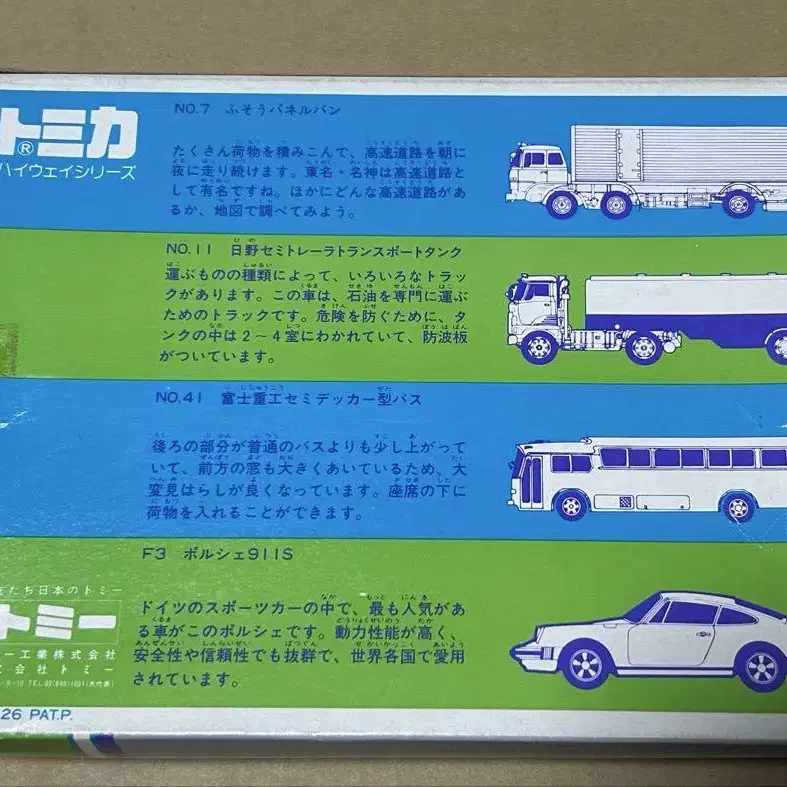 トミカ®
ハイウェイシリーズ
NO.7 ふそうパネルバン
たくさん荷物を積みこんで、高速道路を朝に
夜に走り続けます。東名・名神は高速道路と
して有名ですね。ほかにどんな高速道路があ
るか、地図で調べてみよう。
NO.11 日野セミトレーラトランスポートタンク
運ぶものの種類によって、いろいろなトラッ
クがあります。この車は、石油を専門に運ぶ
ためのトラックです。危険を防ぐために、タ
ンクの中は2〜4室にわかれていて、防波板
がついています。
NO.41 富士重工セミデッカー型バス
後ろの部分が普通のバスよりも少し上がって
いて、前方の窓も大きくあいているため、大
変見はらしが良くなっています。座席の下に
荷物を入れることができます。
F3 ポルシェ911S
ドイツのスポーツカーの中で、最も人気があ
る車がこのポルシェです。動力性能が高く、
安全性や信頼性でも抜群で、世界各国で愛用
されています。
たち日本のトミー
トミー
ー工業株式会社
式会社トミー
26 PAT.P.